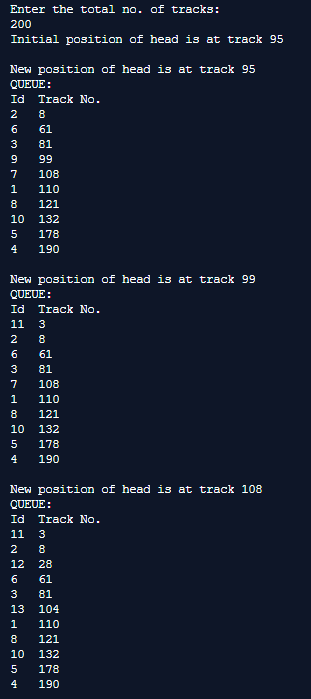 Enter the total no. of tracks:
200
Initial position of head is at track 95
New position of head is at track 95
QUEUE:
Id Track No.
2 8
6 61
3 81
9 99
7 108
1 110
8 121
10 132
5 178
4 190
New position of head is at track 99
QUEUE:
Id Track No.
11 3
2 8
6 61
3 81
7 108
1 110
8 121
10 132
5 178
4 190
New position of head is at track 108
QUEUE:
Id Track No.
11 3
2 8
12 28
6 61
3 81
13 104
1 110
8 121
10 132
5 178
4 190